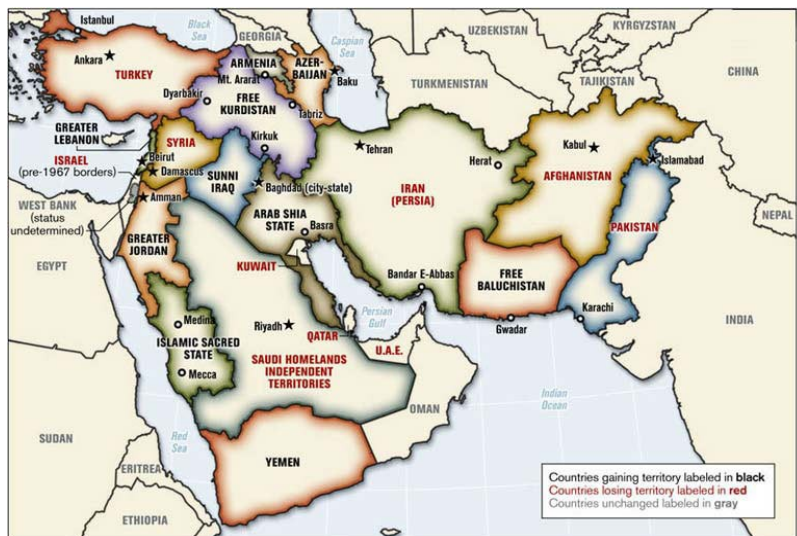 Istanbul
Black
Sea
GEORGIA
Caspian
Sea
UZBEKISTAN
KYRGYZSTAN
Ankara
TURKEY
ARMENIA
Mt. Ararat
AZER-
BAIJAN
Baku
TURKMENISTAN
TAJIKISTAN
CHINA
Dyarbakir
FREE
KURDISTAN
Tabriz
GREATER
LEBANON
SYRIA
Kirkuk
Tehran
Herat
Kabul
Islamabad
ISRAEL
(pre-1967 borders)
Beirut
Damascus
SUNNI
IRAQ
Baghdad (city-state)
IRAN
(PERSIA)
AFGHANISTAN
WEST BANK
(status
undetermined)
Amman
ARAB SHIA
STATE
Basra
PAKISTAN
NEPAL
GREATER
JORDAN
EGYPT
KUWAIT
Bandar E-Abbas
FREE
BALUCHISTAN
Karachi
Gwadar
INDIA
Medina
ISLAMIC SACRED
STATE
Mecca
Riyadh
Persian
Gulf
QATAR
U.A.E.
SAUDI HOMELANDS
INDEPENDENT
TERRITORIES
OMAN
Indian
Ocean
SUDAN
Red
Sea
YEMEN
ERITREA
ETHIOPIA
Countries gaining territory labeled in black
Countries losing territory labeled in red
Countries unchanged labeled in gray